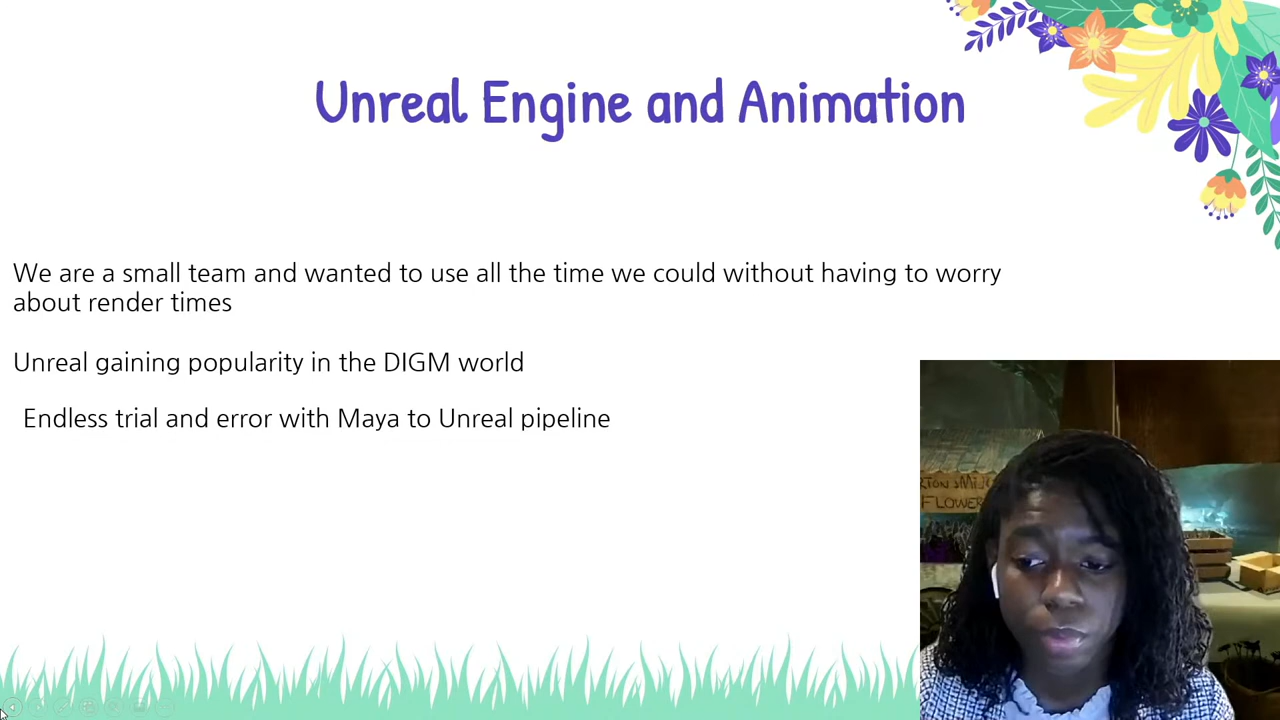 Unreal Engine and Animation
We are a small team and wanted to use all the time we could without having to worry
about render times
Unreal gaining popularity in the DIGM world
Endless trial and error with Maya to Unreal pipeline
FLOWER